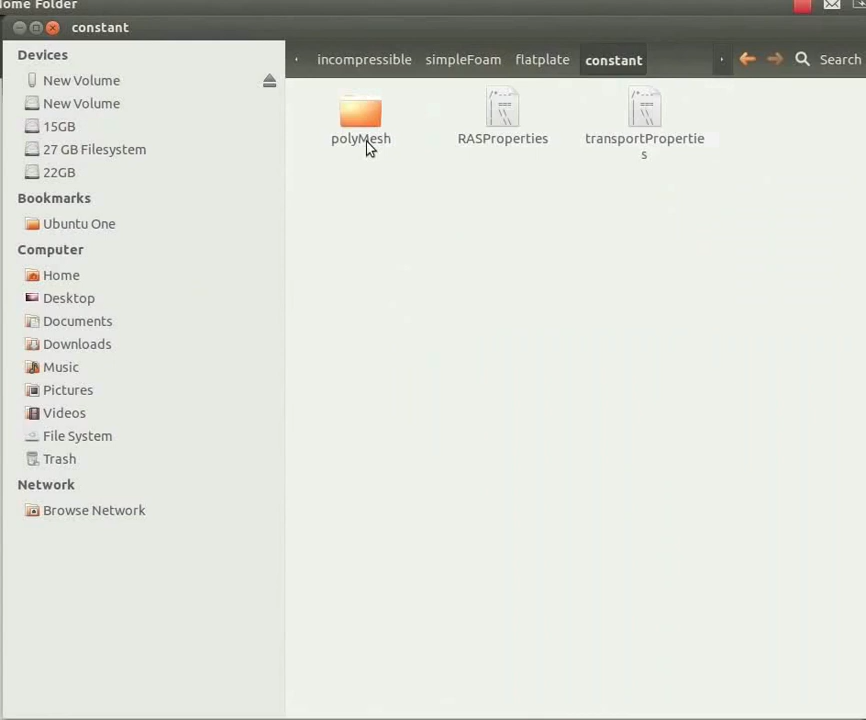 Home Folder
constant
Devices
New Volume
New Volume
15GB
27 GB Filesystem
22GB
Bookmarks
Ubuntu One
Computer
Home
Desktop
Documents
Downloads
Music
Pictures
Videos
File System
Trash
Network
Browse Network
incompressible simpleFoam flatplate constant Search
polyMesh RASProperties transportPropertie
s